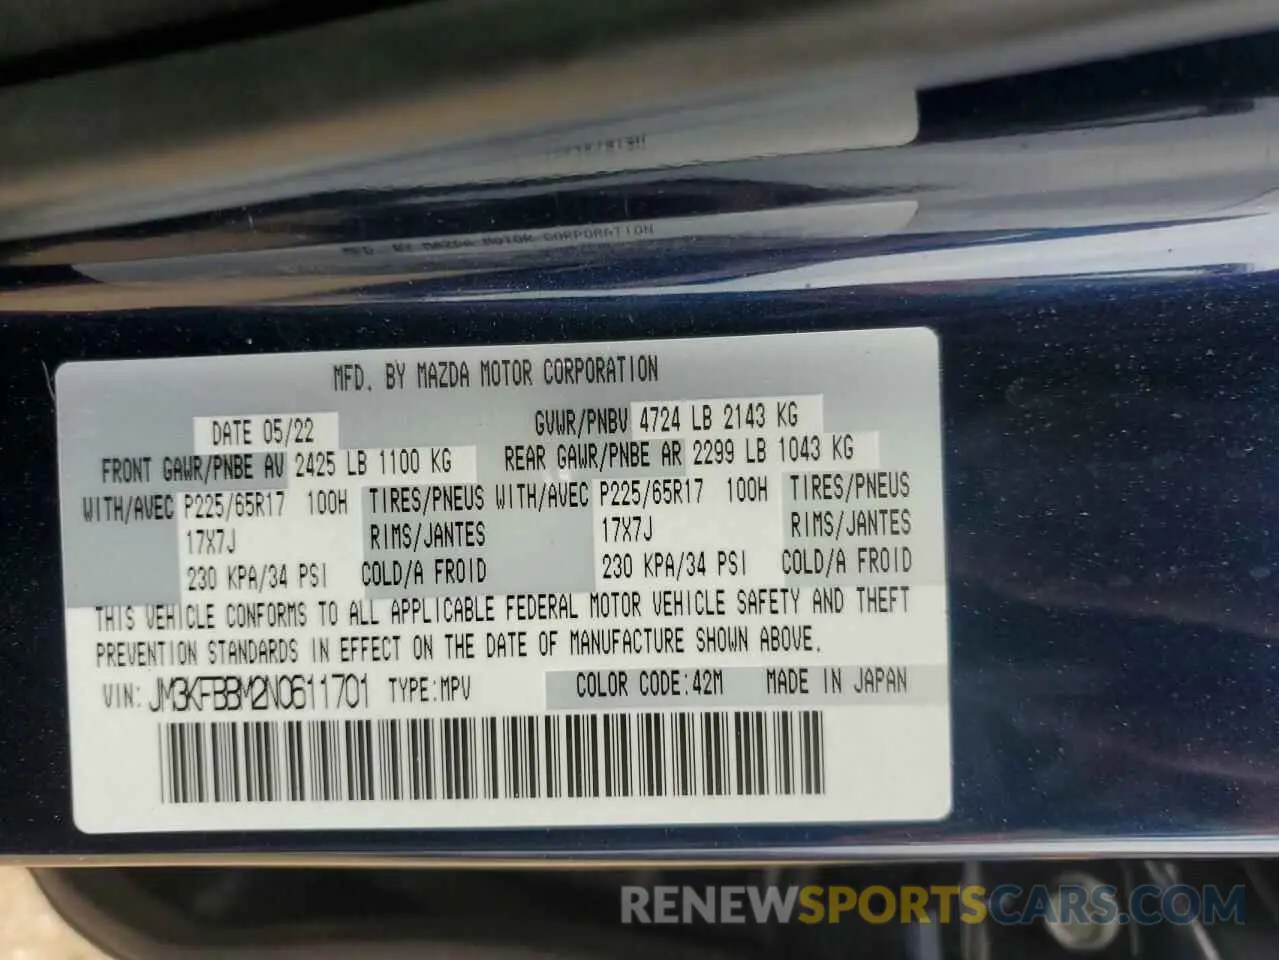 MFD. BY MAZDA MOTOR CORPORATION
MFD. BY MAZDA MOTOR CORPORATION
DATE 05/22 GVWR/PNBV 4724 LB 2143 KG
FRONT GAWR/PNBE AV 2425 LB 1100 KG REAR GAWR/PNBE AR 2299 LB 1043 KG
WITH/AVEC P225/65R17 100H TIRES/PNEUS WITH/AVEC P225/65R17 100H TIRES/PNEUS
17X7J RIMS/JANTES 17X7J RIMS/JANTES
230 KPA/34 PSI COLD/A FROID 230 KPA/34 PSI COLD/A FROID
THIS VEHICLE CONFORMS TO ALL APPLICABLE FEDERAL MOTOR VEHICLE SAFETY AND THEFT
PREVENTION STANDARDS IN EFFECT ON THE DATE OF MANUFACTURE SHOWN ABOVE.
VIN: JM3KFBBM2N0611701 TYPE:MPV COLOR CODE:42M MADE IN JAPAN
RENEWSPORTSCARS.COM